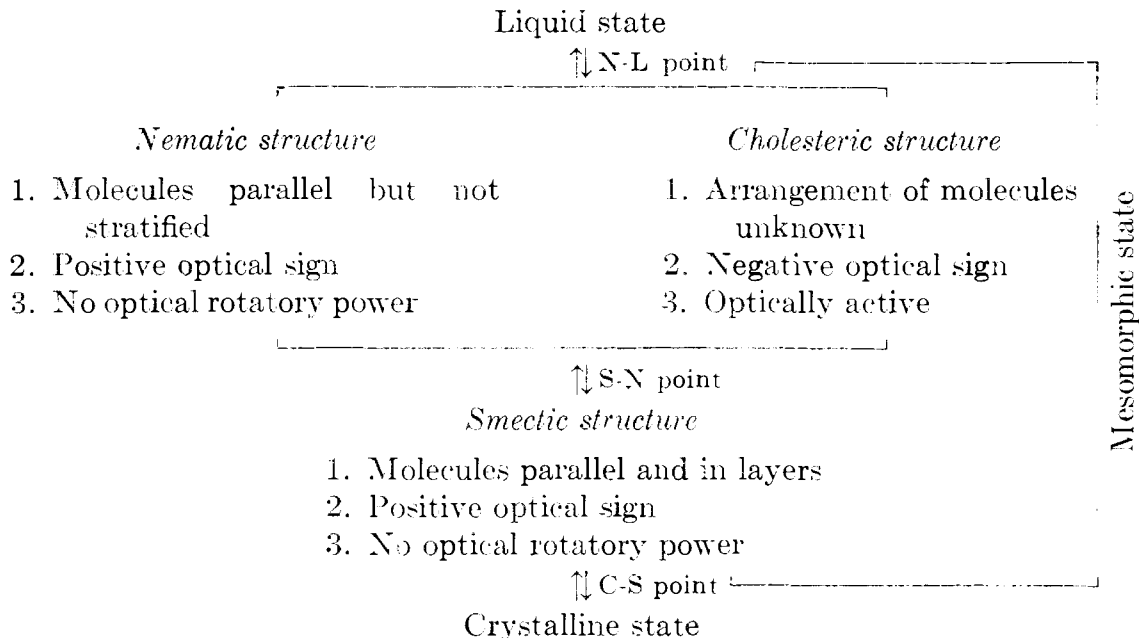 Liquid state
⇅ N-L point
Nematic structure
1. Molecules parallel but not
stratified
2. Positive optical sign
3. No optical rotatory power
Cholesteric structure
1. Arrangement of molecules
unknown
2. Negative optical sign
3. Optically active
⇅ S-N point
Smectic structure
1. Molecules parallel and in layers
2. Positive optical sign
3. No optical rotatory power
⇅ C-S point
Crystalline state
Mesomorphic state